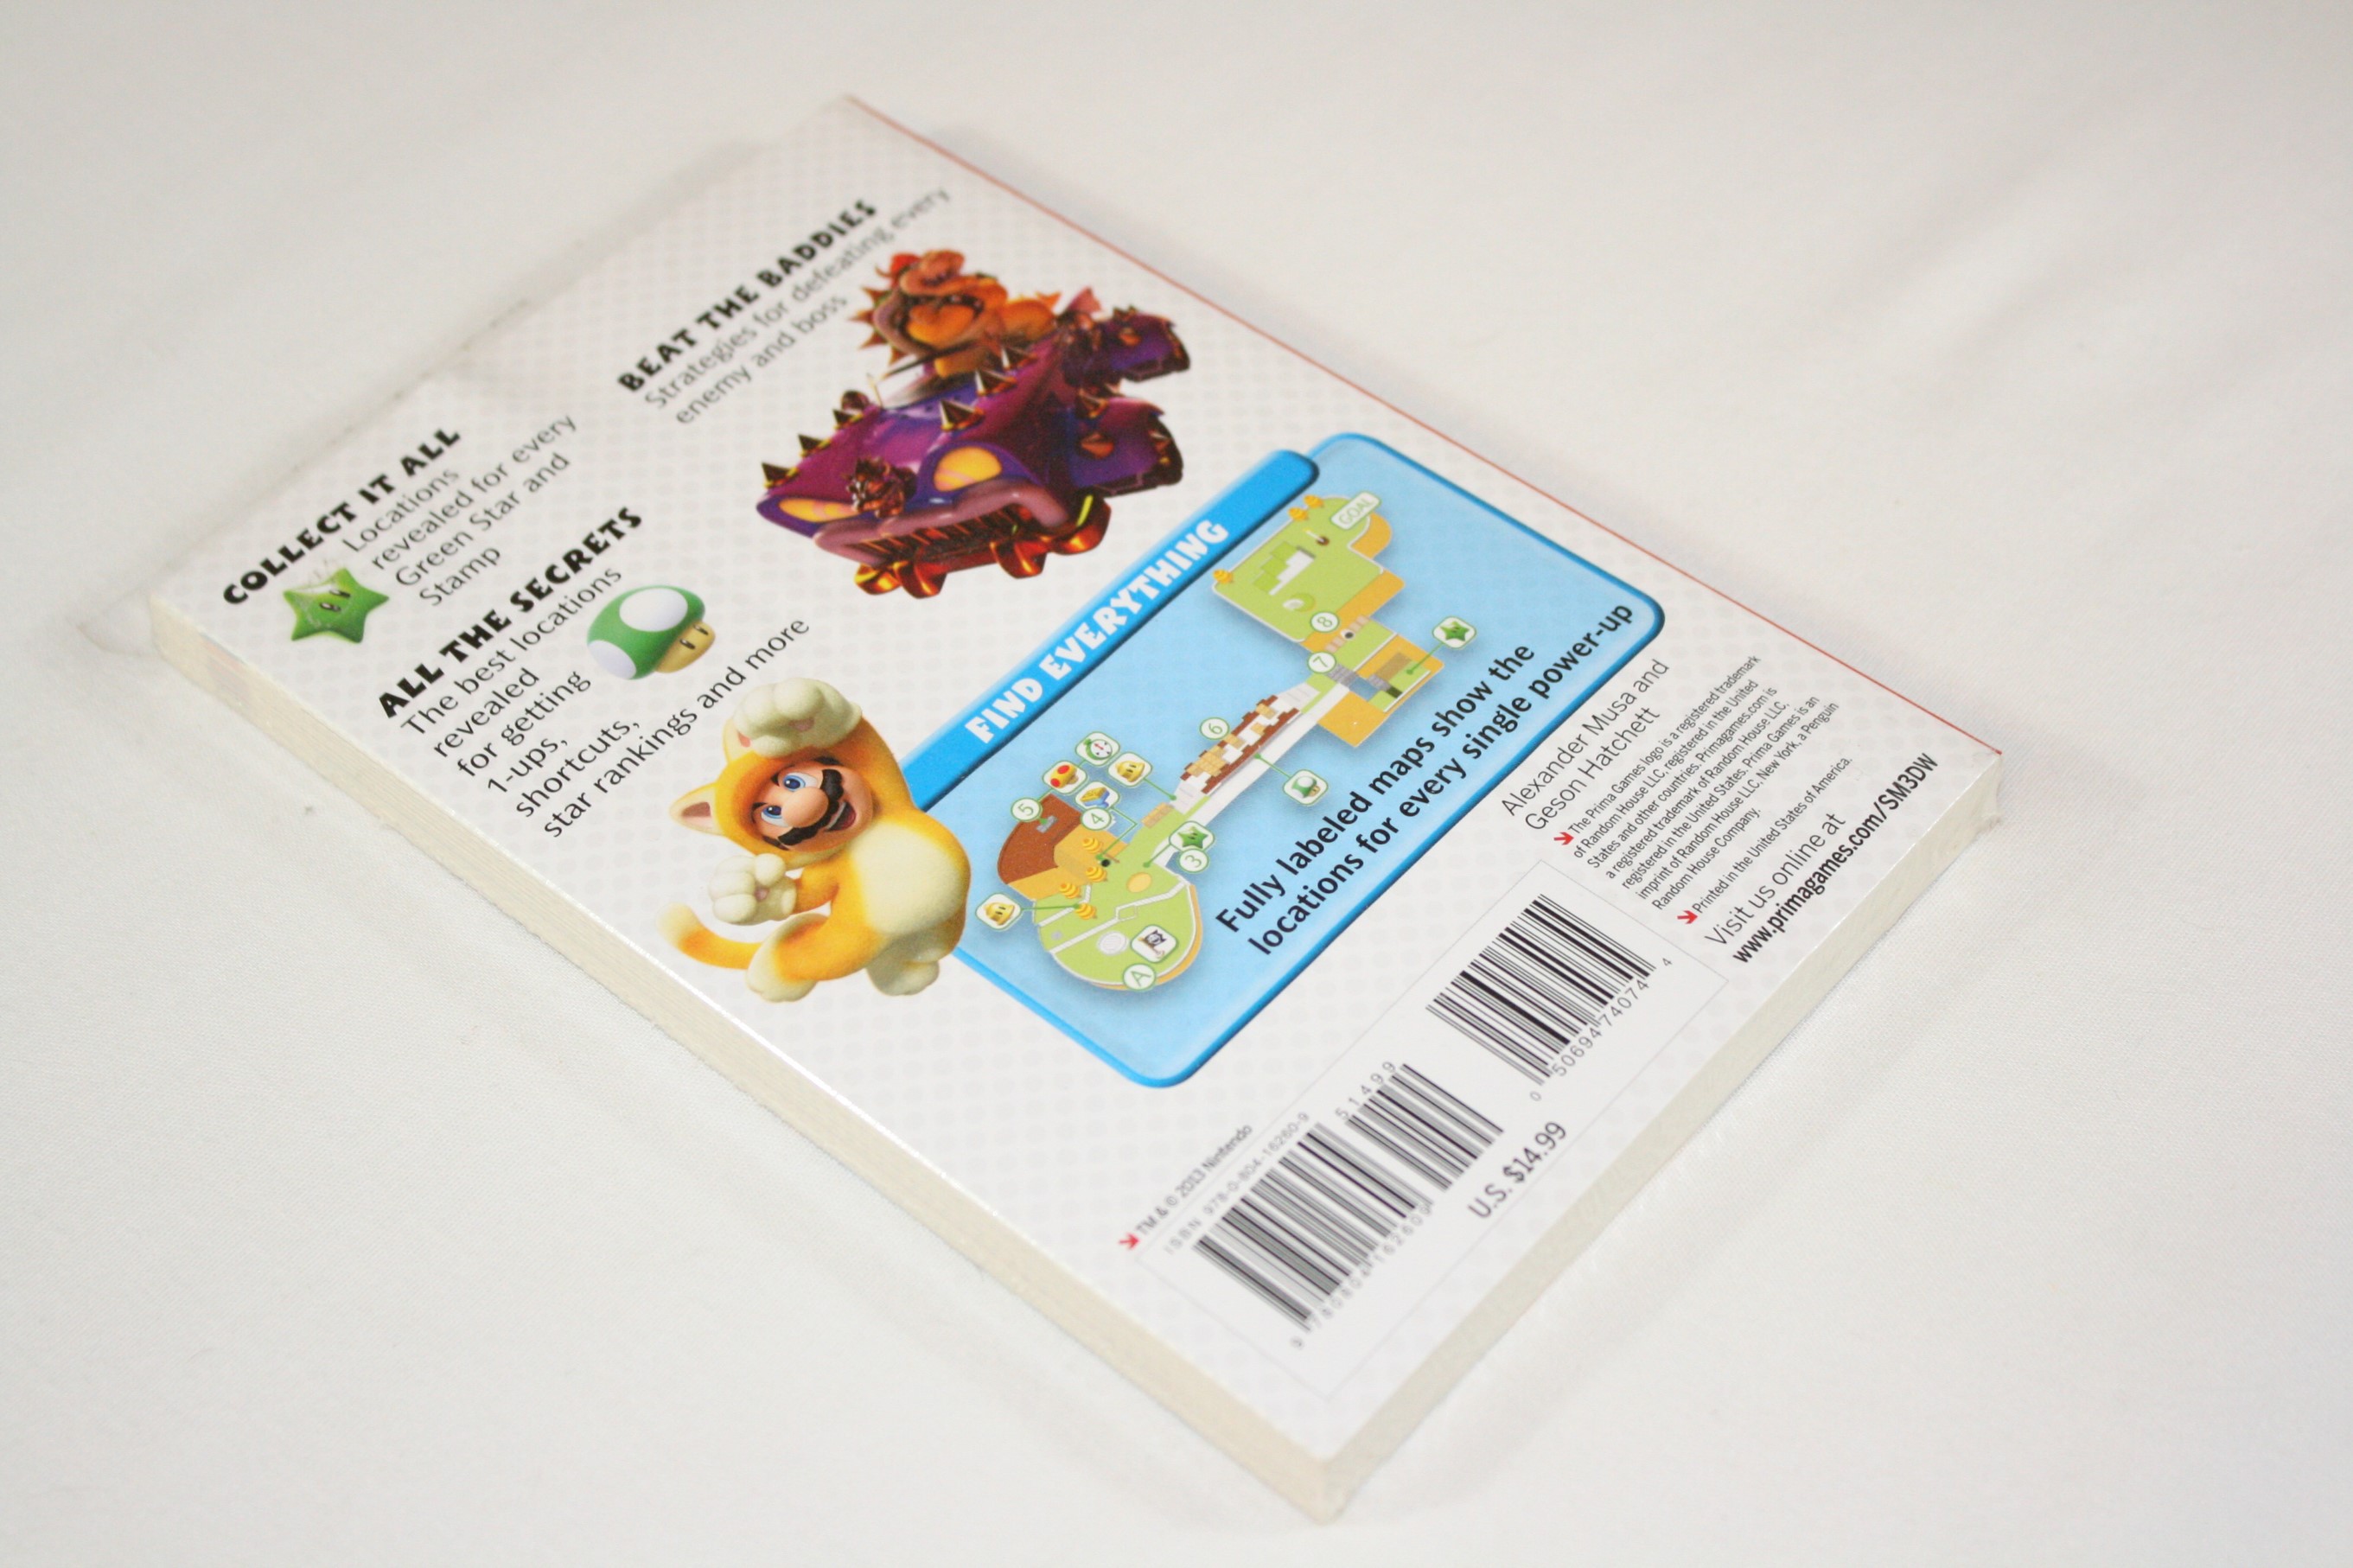 COLLECT IT ALL
Locations
revealed for every
Green Star and
Stamp
ALL THE SECRETS
The best locations
revealed
for getting
1-ups,
shortcuts,
star rankings and more
BEAT THE BADDIES
Strategies for defeating every
enemy and boss
FIND EVERYTHING
GOAL
8
7
6
5
4
3
A
Fully labeled maps show the
locations for every single power-up
TM & © 2013 Nintendo
ISBN 978-0-804-16260-9
51499
9 780804 162609
U.S. $14.99
0 50694 74074 4
Alexander Musa and
Geson Hatchett
The Prima Games logo is a registered trademark
of Random House LLC, registered in the United
States and other countries. Primagames.com is
a registered trademark of Random House LLC,
registered in the United States. Prima Games is an
imprint of Random House LLC, New York, a Penguin
Random House Company.
Printed in the United States of America.
Visit us online at
www.primagames.com/SM3DW